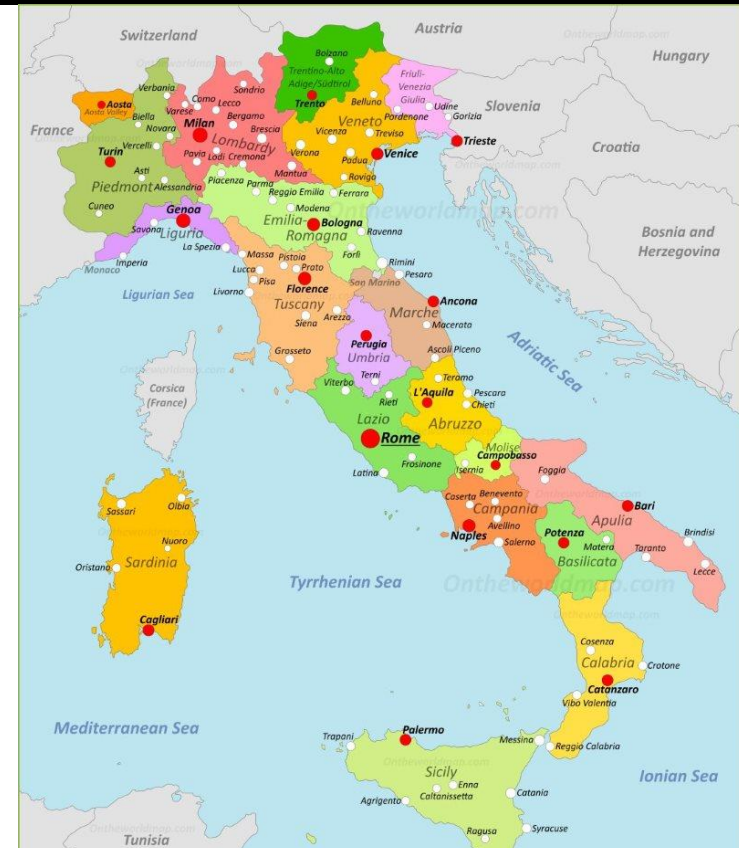 Austria
Switzerland
Ontheworldmap.com
Hungary
Bolzano
Trentino-Alto
Adige/Südtirol
Friuli-
Venezia
Giulia
Verbania
Sondrio
Aosta
Aosta Valley
Como
Lecco
Trento
Belluno
Udine
Slovenia
Biella
Varese
Bergamo
Pordenone
Gorizia
France
Novara
Milan
Brescia
Veneto
Treviso
Vicenza
Trieste
Croatia
Turin
Vercelli
Lombardy
Verona
Padua
Venice
Pavia
Lodi
Cremona
Mantua
Rovigo
Asti
Piedmont
Alessandria
Piacenza
Parma
Reggio Emilia
Ferrara
Cuneo
Modena
Ontheworldmap.com
Genoa
Emilia-
Romagna
Bologna
Ravenna
Bosnia and
Herzegovina
Savona
Liguria
La Spezia
Forlì
Imperia
Monaco
Massa
Pistoia
Prato
Rimini
San Marino
Pesaro
Lucca
Pisa
Florence
Ligurian Sea
Livorno
Tuscany
Arezzo
Marche
Ancona
Siena
Macerata
Perugia
Umbria
Adriatic Sea
Grosseto
Ascoli Piceno
Terni
Teramo
Corsica
(France)
Viterbo
Rieti
L'Aquila
Pescara
Chieti
Lazio
Abruzzo
Rome
Molise
Campobasso
Frosinone
Isernia
Latina
Foggia
Caserta
Benevento
Campania
Sassari
Olbia
Bari
Avellino
Apulia
Naples
Salerno
Potenza
Brindisi
Nuoro
Matera
Taranto
Oristano
Sardinia
Basilicata
Lecce
Tyrrhenian Sea
Ontheworldmap.com
Cagliari
Cosenza
Calabria
Crotone
Catanzaro
Vibo Valentia
Mediterranean Sea
Palermo
Trapani
Messina
Reggio Calabria
Ontheworldmap.com
Sicily
Enna
Ionian Sea
Caltanissetta
Catania
Agrigento
Ragusa
Syracuse
Tunisia